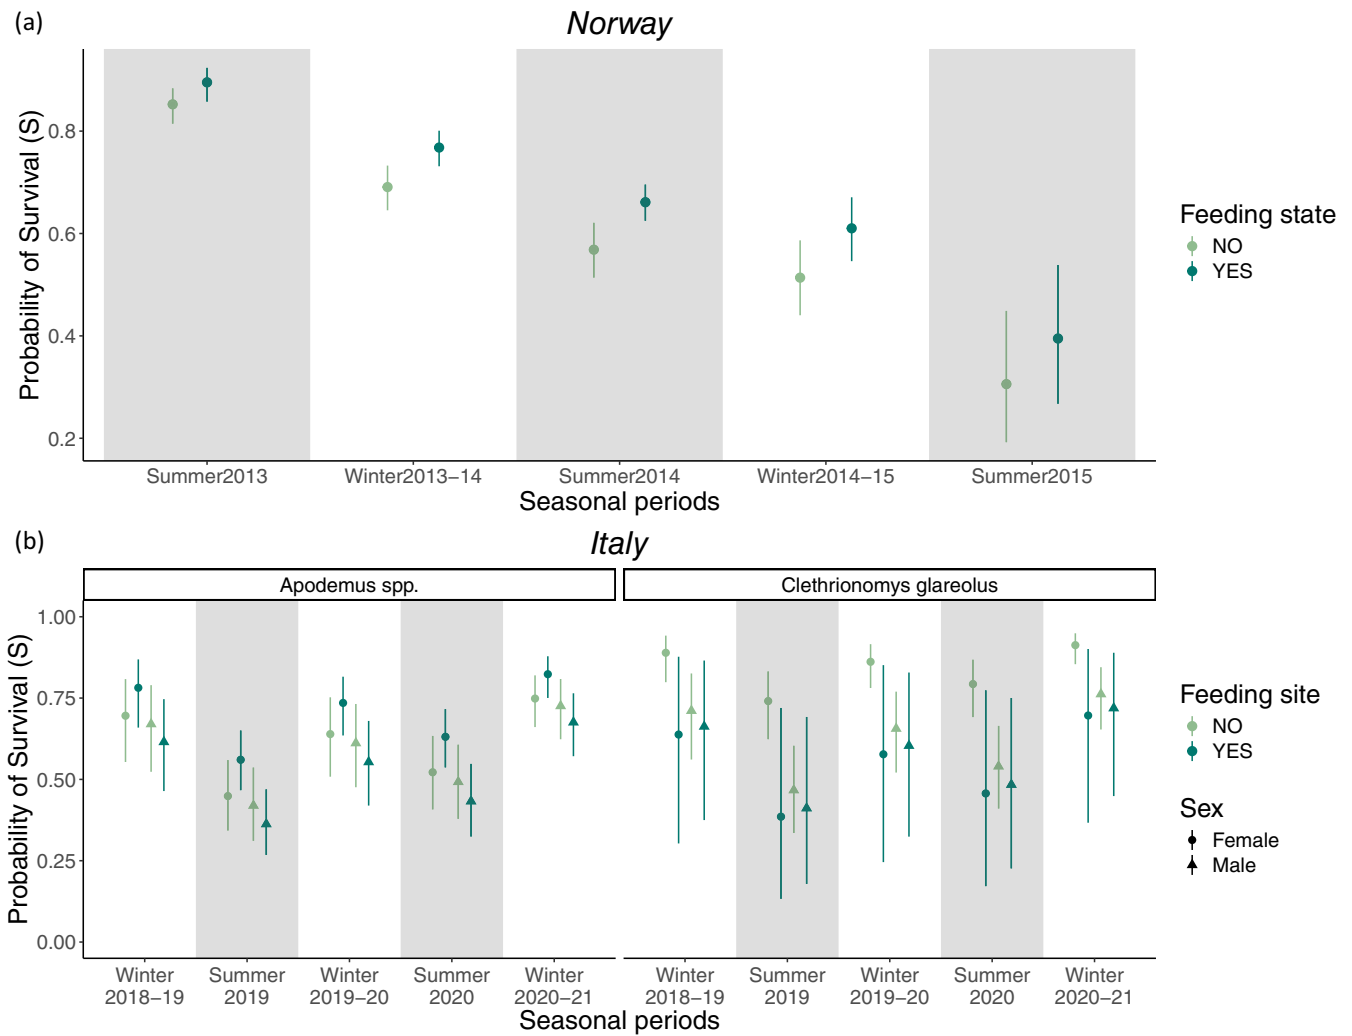 (a)
Norway
Probability of Survival (S)
0.8
0.6
0.4
0.2
Summer2013
Winter2013−14
Summer2014
Winter2014−15
Summer2015
Seasonal periods
Feeding state
NO
YES
(b)
Italy
Apodemus spp.
Clethrionomys glareolus
Probability of Survival (S)
1.00
0.75
0.50
0.25
0.00
Winter
2018−19
Summer
2019
Winter
2019−20
Summer
2020
Winter
2020−21
Winter
2018−19
Summer
2019
Winter
2019−20
Summer
2020
Winter
2020−21
Seasonal periods
Feeding site
NO
YES
Sex
Female
Male